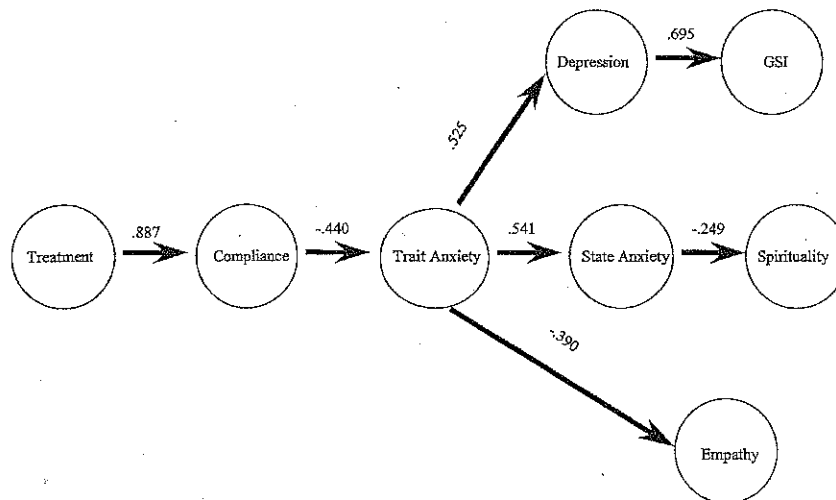 .695
Depression
GSI
.525
.887
-.440
.541
-.249
Treatment
Compliance
Trait Anxiety
State Anxiety
Spirituality
-.390
Empathy